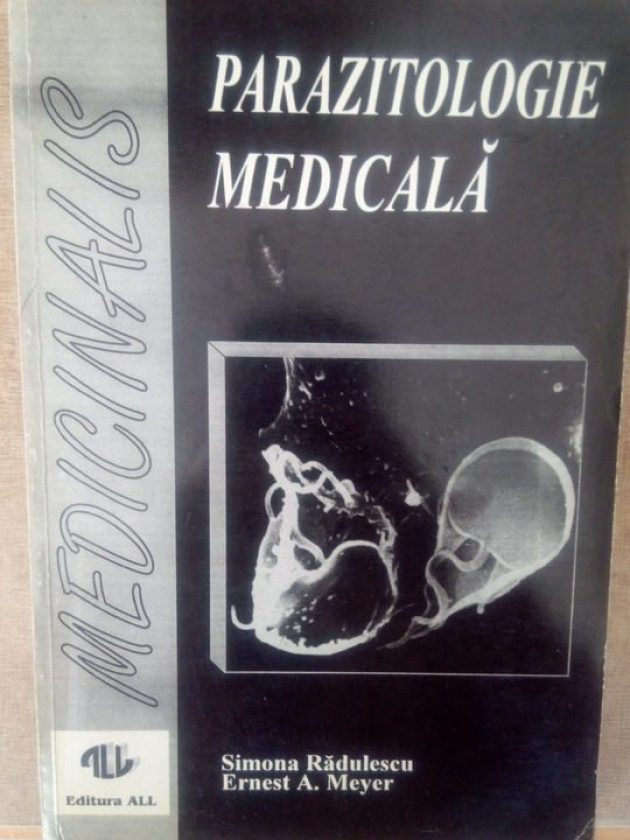 PARAZITOLOGIE
MEDICALĂ
MEDICINALIS
Simona Rădulescu
Ernest A. Meyer
ALL
Editura ALL